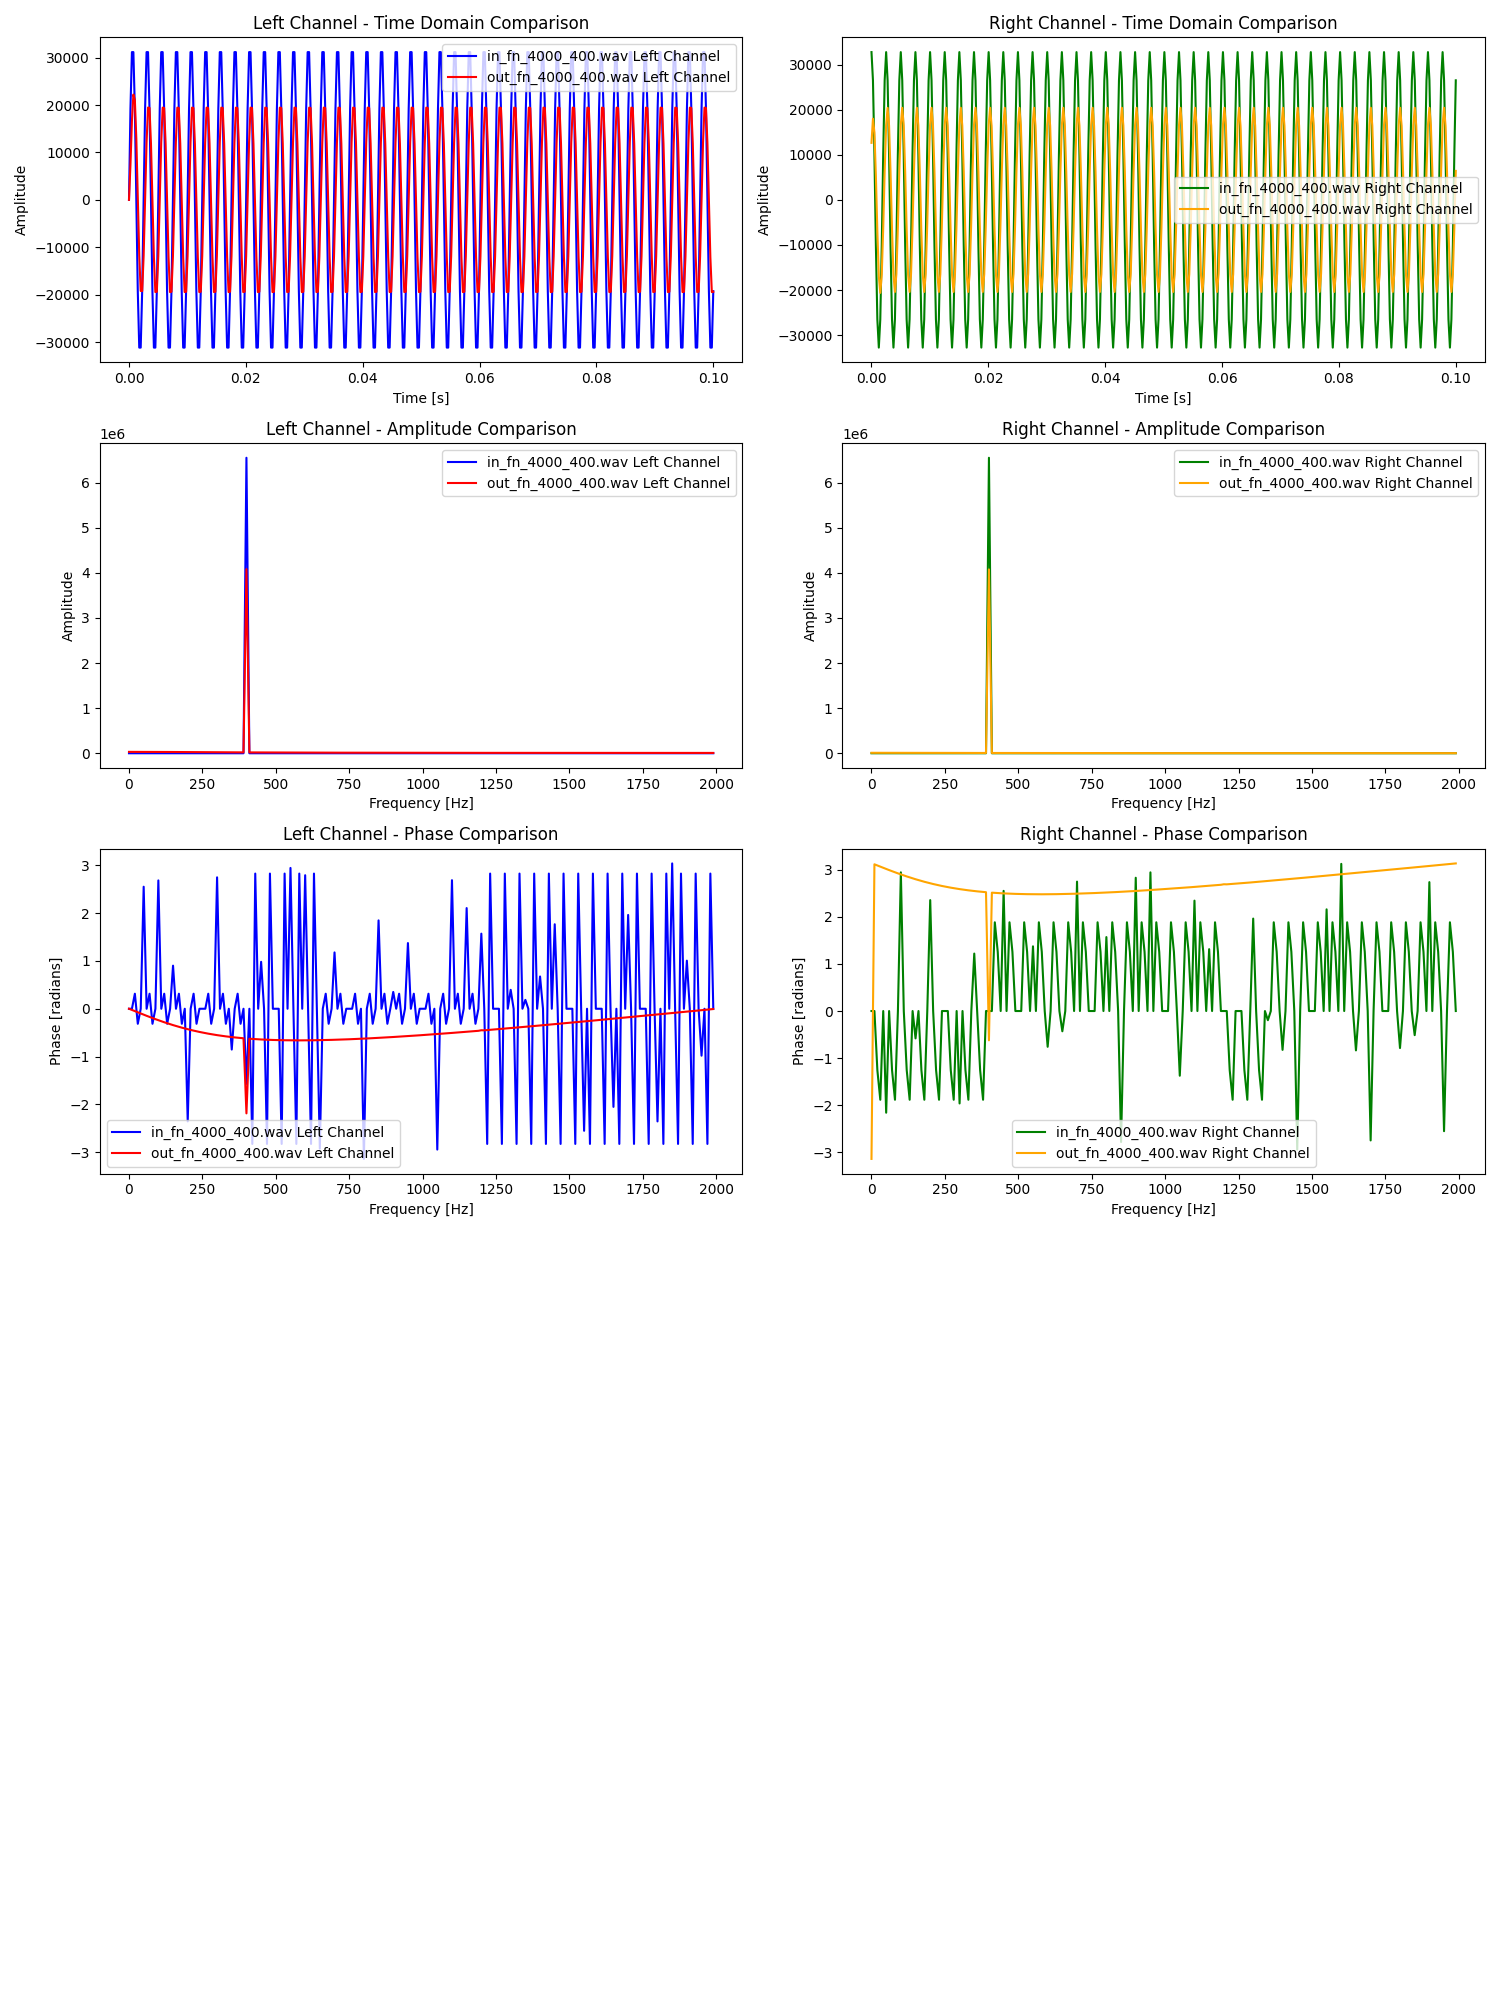 Left Channel - Time Domain Comparison
30000
20000
10000
0
−10000
−20000
−30000
Amplitude
in_fn_4000_400.wav Left Channel
out_fn_4000_400.wav Left Channel
0.00 0.02 0.04 0.06 0.08 0.10
Time [s]
Right Channel - Time Domain Comparison
30000
20000
10000
0
−10000
−20000
−30000
Amplitude
in_fn_4000_400.wav Right Channel
out_fn_4000_400.wav Right Channel
0.00 0.02 0.04 0.06 0.08 0.10
Time [s]
Left Channel - Amplitude Comparison
1e6
6
5
4
3
2
1
0
Amplitude
in_fn_4000_400.wav Left Channel
out_fn_4000_400.wav Left Channel
0 250 500 750 1000 1250 1500 1750 2000
Frequency [Hz]
Right Channel - Amplitude Comparison
1e6
6
5
4
3
2
1
0
Amplitude
in_fn_4000_400.wav Right Channel
out_fn_4000_400.wav Right Channel
0 250 500 750 1000 1250 1500 1750 2000
Frequency [Hz]
Left Channel - Phase Comparison
3
2
1
0
−1
−2
−3
Phase [radians]
in_fn_4000_400.wav Left Channel
out_fn_4000_400.wav Left Channel
0 250 500 750 1000 1250 1500 1750 2000
Frequency [Hz]
Right Channel - Phase Comparison
3
2
1
0
−1
−2
−3
Phase [radians]
in_fn_4000_400.wav Right Channel
out_fn_4000_400.wav Right Channel
0 250 500 750 1000 1250 1500 1750 2000
Frequency [Hz]